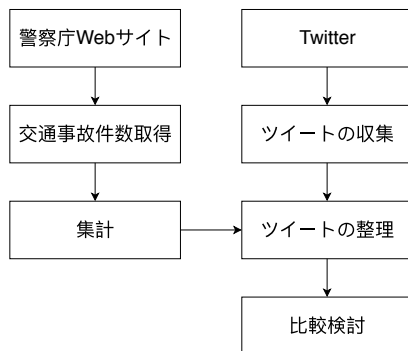 警察庁Webサイト
Twitter
交通事故件数取得
ツイートの収集
集計
ツイートの整理
比較検討